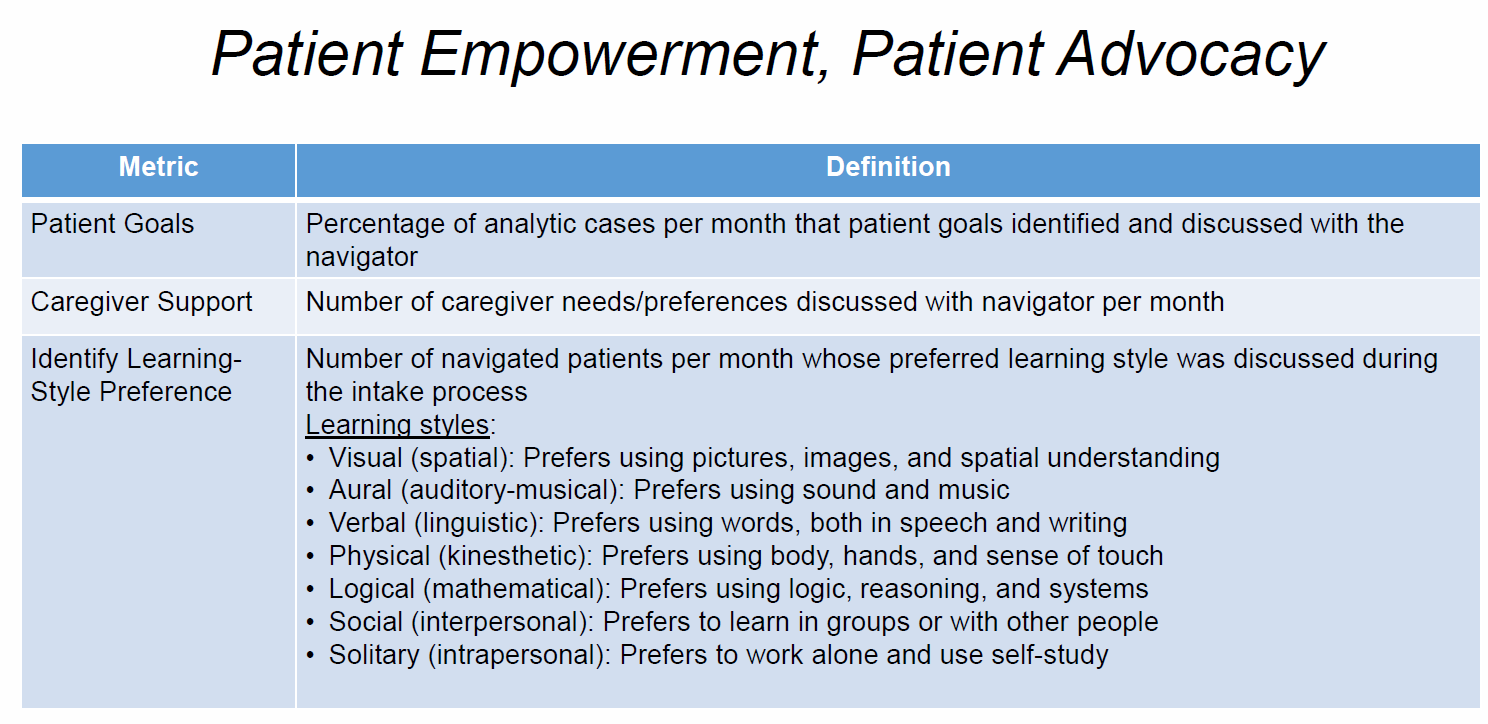 Patient Empowerment, Patient Advocacy
Metric
Definition
Patient Goals
Percentage of analytic cases per month that patient goals identified and discussed with the
navigator
Caregiver Support
Number of caregiver needs/preferences discussed with navigator per month
Identify Learning-
Style Preference
Number of navigated patients per month whose preferred learning style was discussed during
the intake process
Learning styles:
• Visual (spatial): Prefers using pictures, images, and spatial understanding
• Aural (auditory-musical): Prefers using sound and music
• Verbal (linguistic): Prefers using words, both in speech and writing
• Physical (kinesthetic): Prefers using body, hands, and sense of touch
• Logical (mathematical): Prefers using logic, reasoning, and systems
• Social (interpersonal): Prefers to learn in groups or with other people
• Solitary (intrapersonal): Prefers to work alone and use self-study